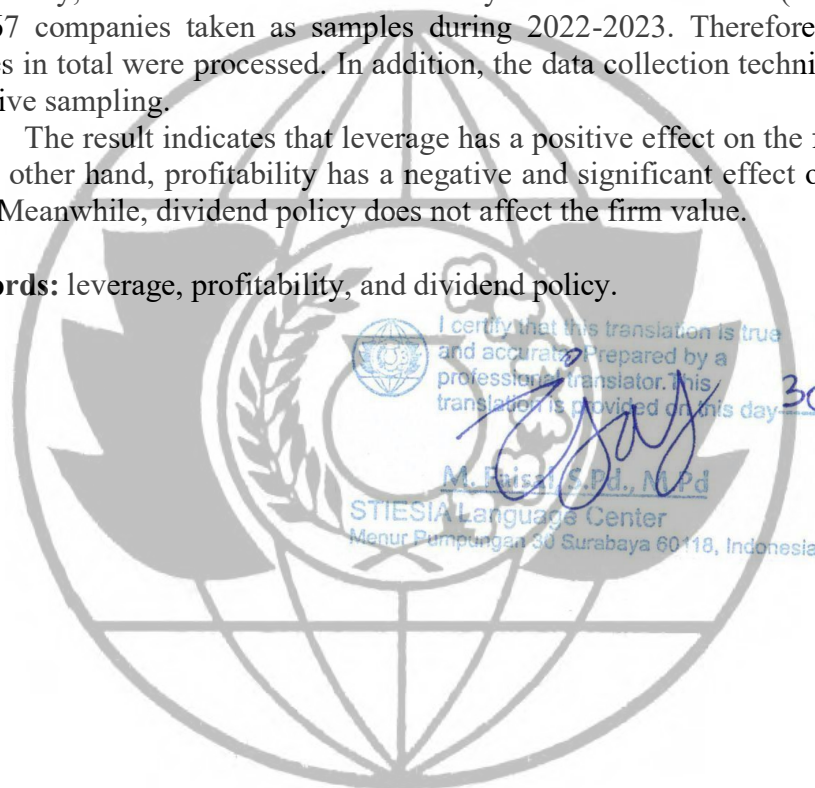 57 companies taken as samples during 2022-2023. Therefore
es in total were processed. In addition, the data collection techni
ive sampling.
The result indicates that leverage has a positive effect on the
other hand, profitability has a negative and significant effect o
Meanwhile, dividend policy does not affect the firm value.
ords: leverage, profitability, and dividend policy.
I certify that this translation is true
and accurate. Prepared by a
professional translator. This
translation is provided on this day 30
M. Faisal, S.Pd., M.Pd
STIESIA Language Center
Menur Pumpungan 30 Surabaya 60118, Indonesia